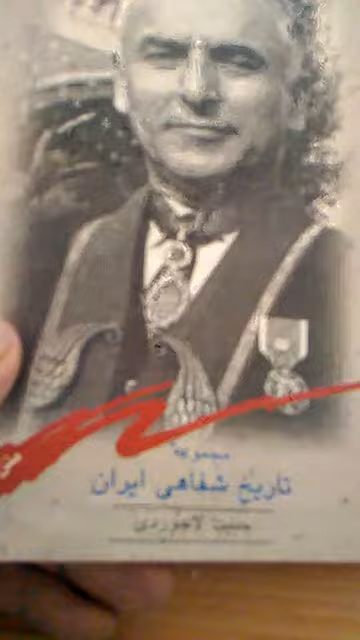 مجموعه
تاریخ شفاهی ایران
حبیب لاجوردی